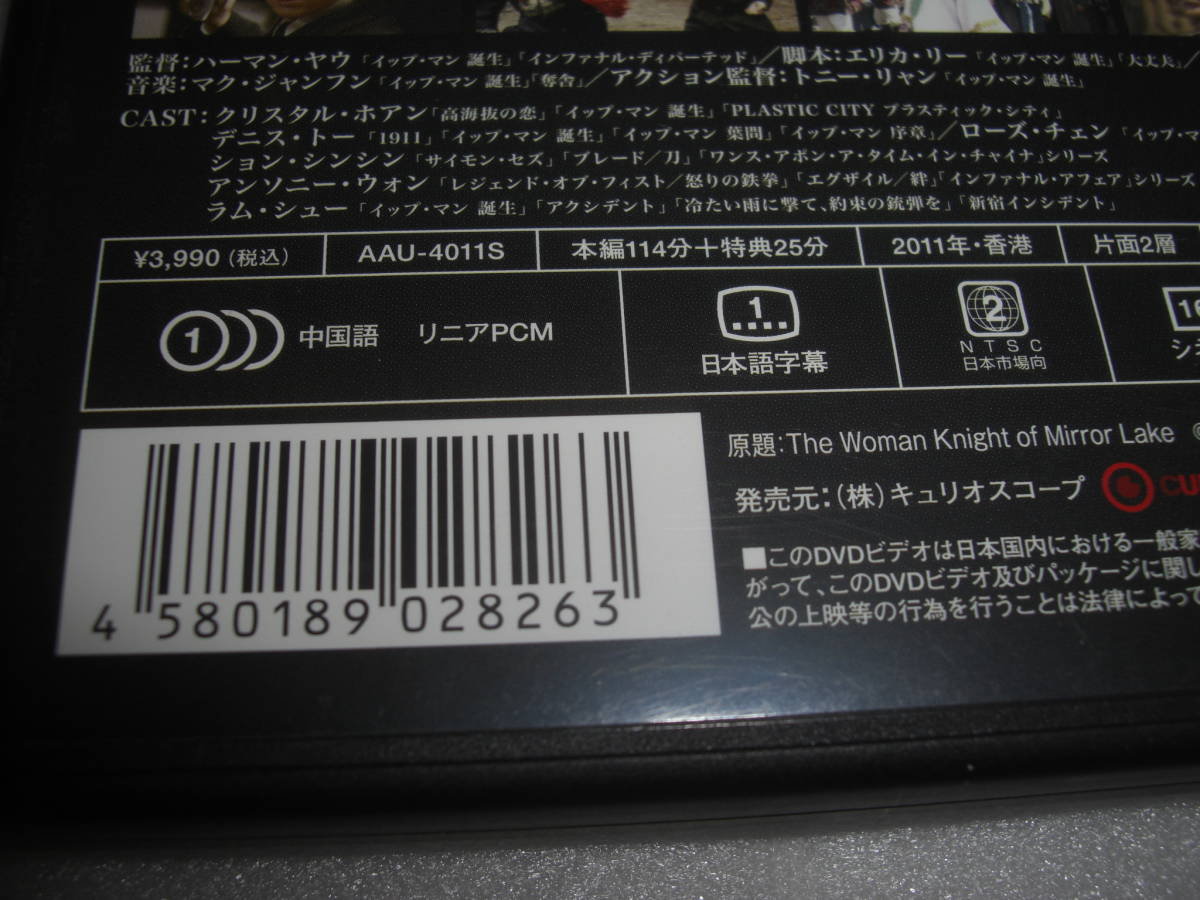 監督:ハーマン・ヤウ「イップ・マン 誕生」「インファナル・ディパーテッド」/脚本:エリカ・リー「イップ・マン 誕生」「大丈夫」/
音楽:マク・ジャンフン「イップ・マン 誕生」「奪舎」/アクション監督:トニー・リャン「イップ・マン 誕生」
CAST:クリスタル・ホアン「高海抜の恋」「イップ・マン 誕生」「PLASTIC CITY プラスティック・シティ」
デニス・トー「1911」「イップ・マン 誕生」「イップ・マン 葉問」「イップ・マン 序章」/ローズ・チェン「イップ・マ
ション・シンシン「サイモン・セズ」「ブレード/刀」「ワンス・アポン・ア・タイム・イン・チャイナ」シリーズ
アンソニー・ウォン「レジェンド・オブ・フィスト/怒りの鉄拳」「エグザイル/絆」「インファナル・アフェア」シリーズ
ラム・シュー「イップ・マン 誕生」「アクシデント」「冷たい雨に撃て、約束の銃弾を」「新宿インシデント」
¥3,990(税込) AAU-4011S 本編114分+特典25分 2011年・香港 片面2層
1 中国語 リニアPCM 1 日本語字幕 2 NTSC 日本市場向 16
原題:The Woman Knight of Mirror Lake ©
発売元:(株)キュリオスコープ CU
■このDVDビデオは日本国内における一般家
がって、このDVDビデオ及びパッケージに関し
公の上映等の行為を行うことは法律によって
4 580189 028263